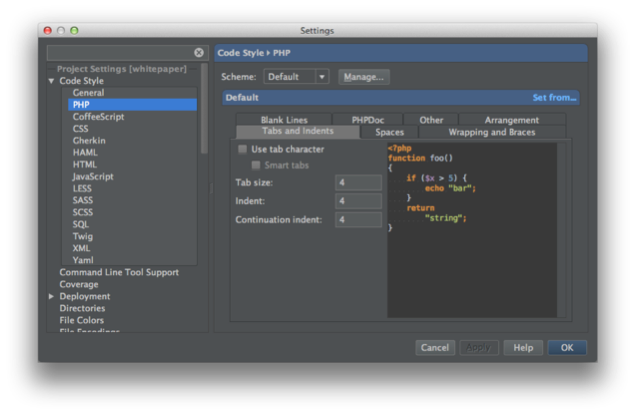 Settings
Project Settings [whitepaper]
Code Style
General
PHP
CoffeeScript
CSS
Gherkin
HAML
HTML
JavaScript
LESS
SASS
SCSS
SQL
Twig
XML
Yaml
Command Line Tool Support
Coverage
Deployment
Directories
File Colors
File Encodings
Code Style ▸ PHP
Scheme: Default Manage...
Default Set from...
Blank Lines PHPDoc Other Arrangement
Tabs and Indents Spaces Wrapping and Braces
Use tab character
Smart tabs
Tab size: 4
Indent: 4
Continuation indent: 4
<?php
function foo()
{
if ($x > 5) {
echo "bar";
}
return
"string";
}
Cancel Apply Help OK